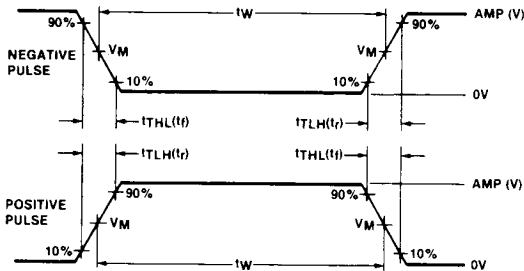 tW
90%
90%
AMP (V)
NEGATIVE
PULSE
VM
VM
10%
10%
0V
tTHL(tf)
tTLH(tr)
tTLH(tr)
tTHL(tf)
AMP (V)
90%
90%
POSITIVE
PULSE
VM
VM
10%
10%
tW
0V